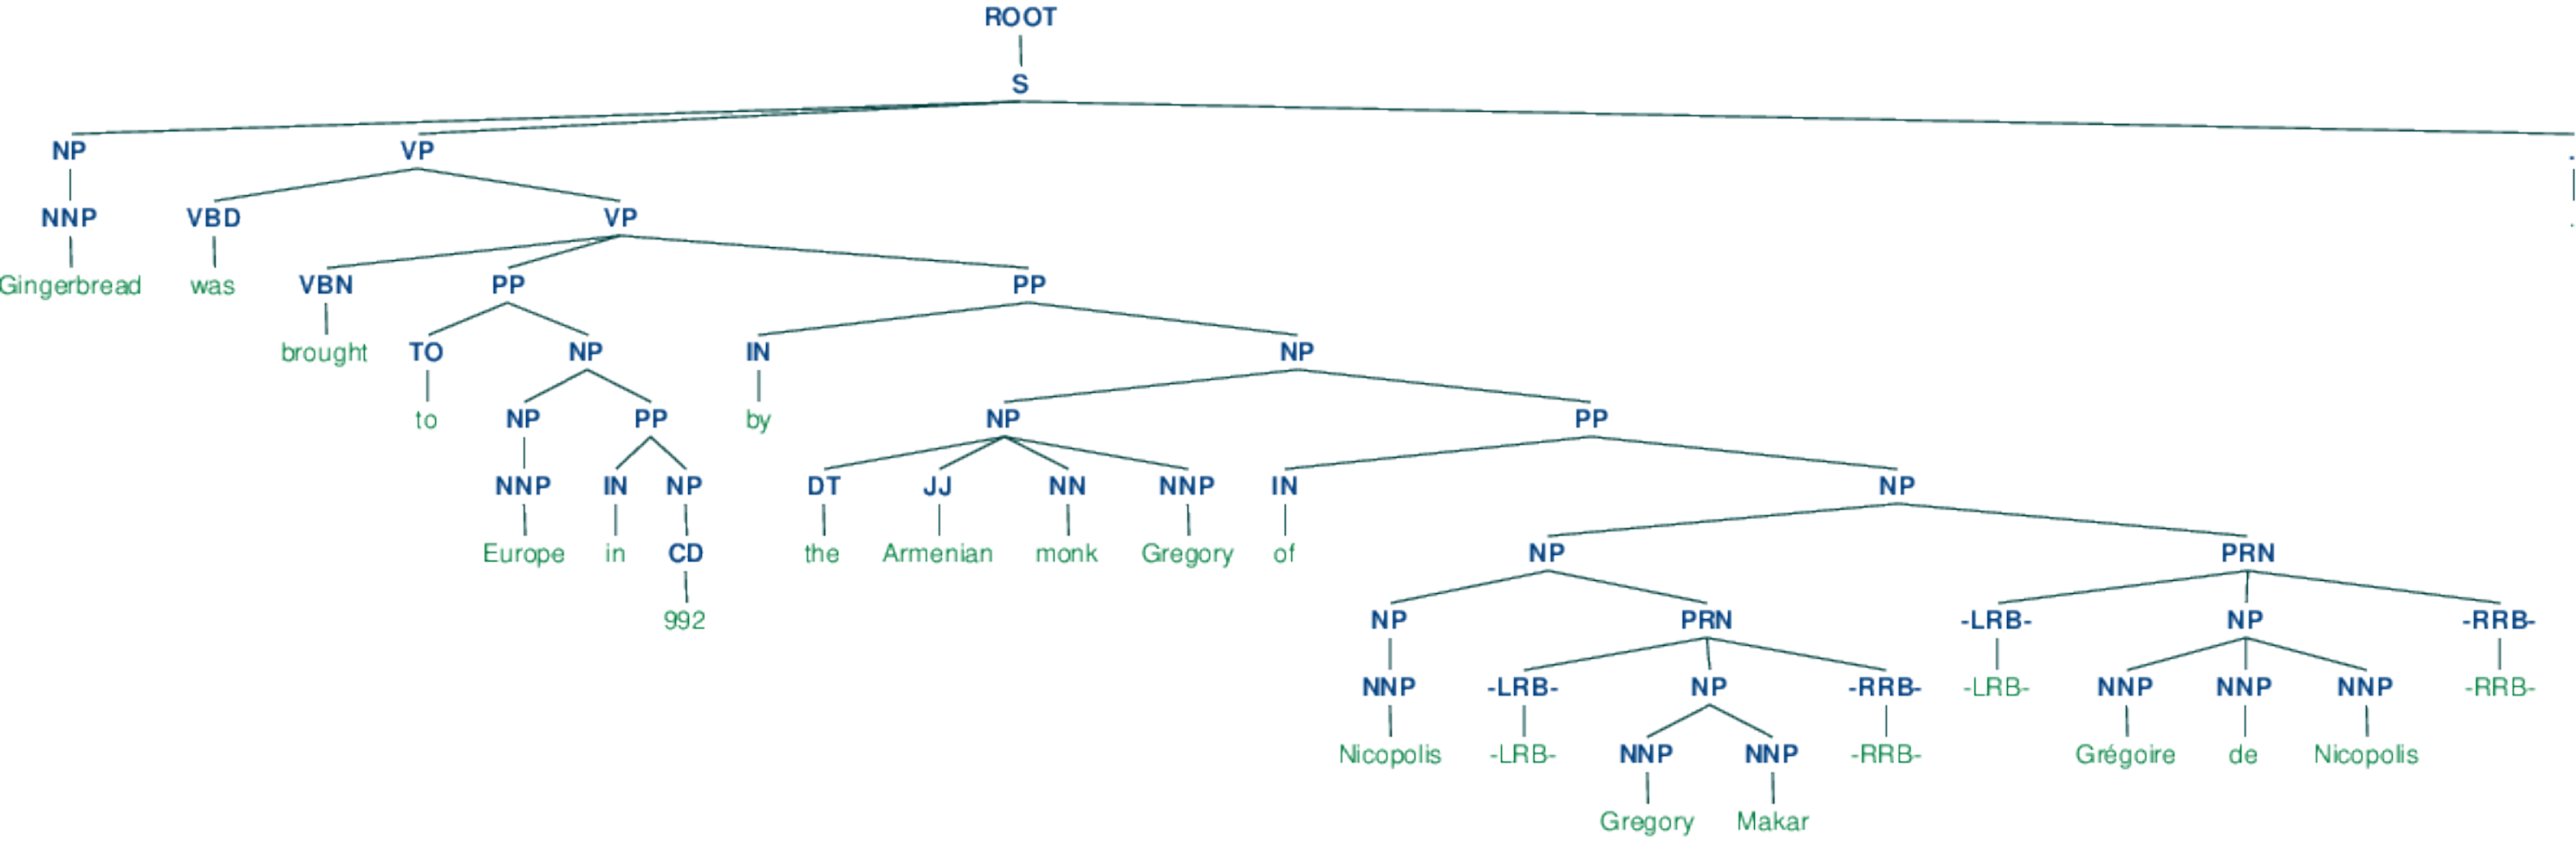 ROOT
S
NP VP .
NNP VBD VP .
Gingerbread was VBN PP PP
brought TO NP IN NP
to NP PP by NP PP
NNP IN NP DT JJ NN NNP IN NP
Europe in CD the Armenian monk Gregory of NP PRN
992 NP PRN -LRB- NP -RRB-
NNP -LRB- NP -RRB- -LRB- NNP NNP NNP -RRB-
Nicopolis -LRB- NNP NNP -RRB- Grégoire de Nicopolis
Gregory Makar